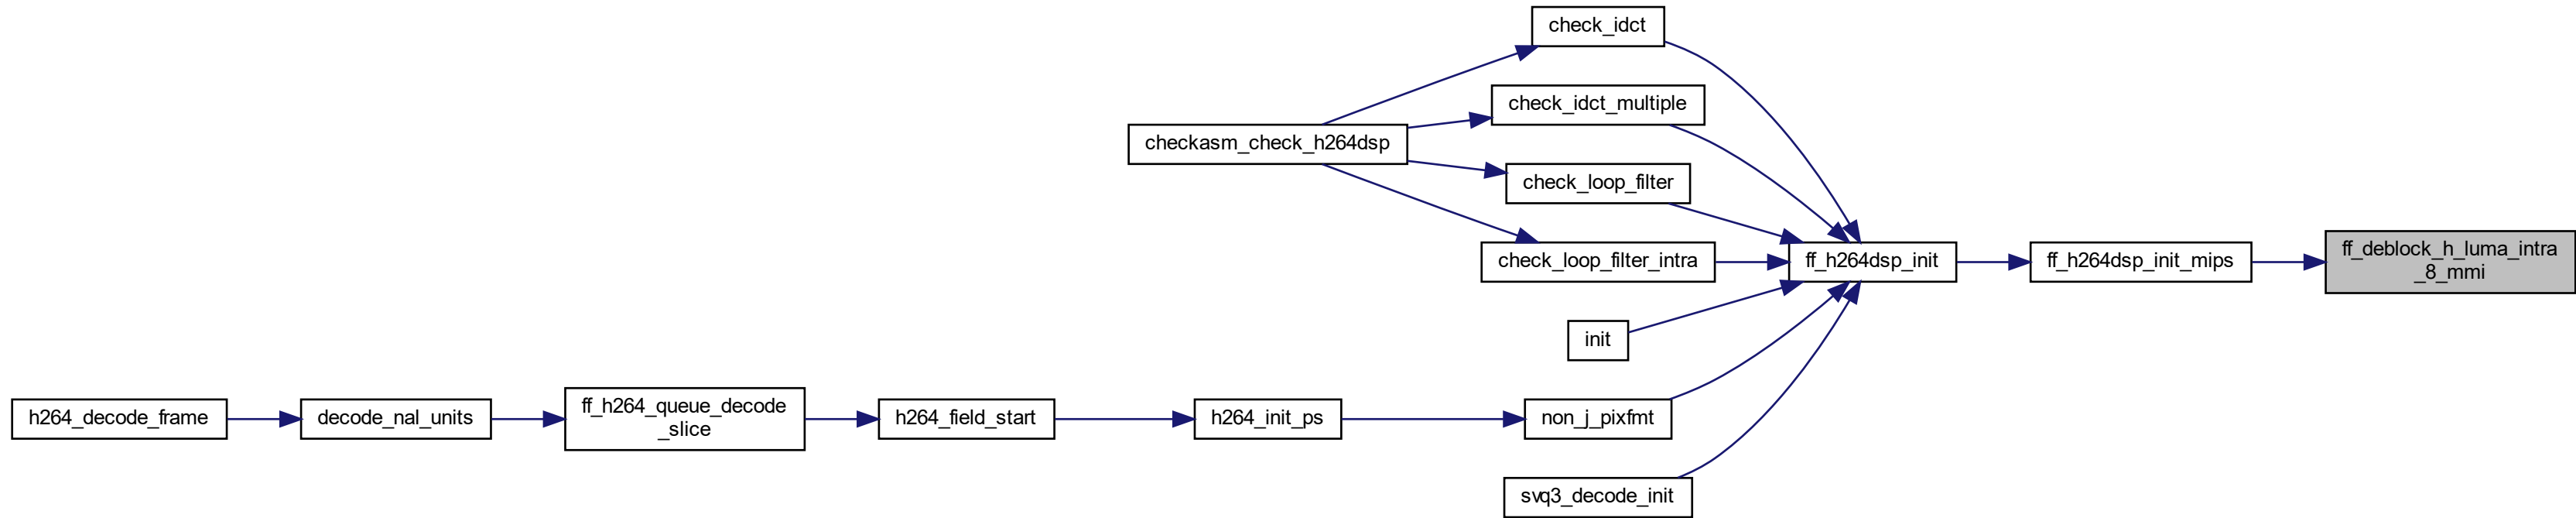 check_idct
check_idct_multiple
checkasm_check_h264dsp
check_loop_filter
check_loop_filter_intra
ff_h264dsp_init
ff_h264dsp_init_mips
ff_deblock_h_luma_intra
_8_mmi
init
h264_decode_frame
decode_nal_units
ff_h264_queue_decode
_slice
h264_field_start
h264_init_ps
non_j_pixfmt
svq3_decode_init